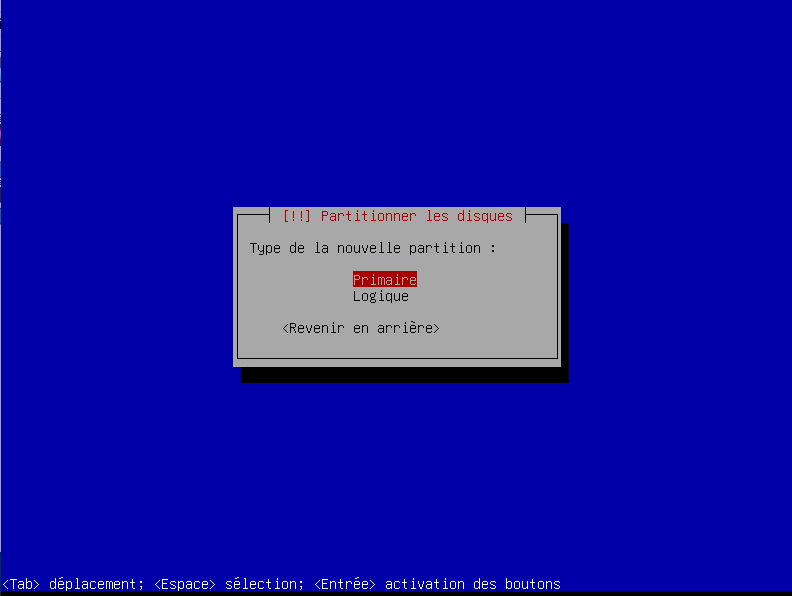 [!!] Partitionner les disques
Type de la nouvelle partition :
Primaire
Logique
<Revenir en arrière>
<Tab> déplacement; <Espace> sélection; <Entrée> activation des boutons